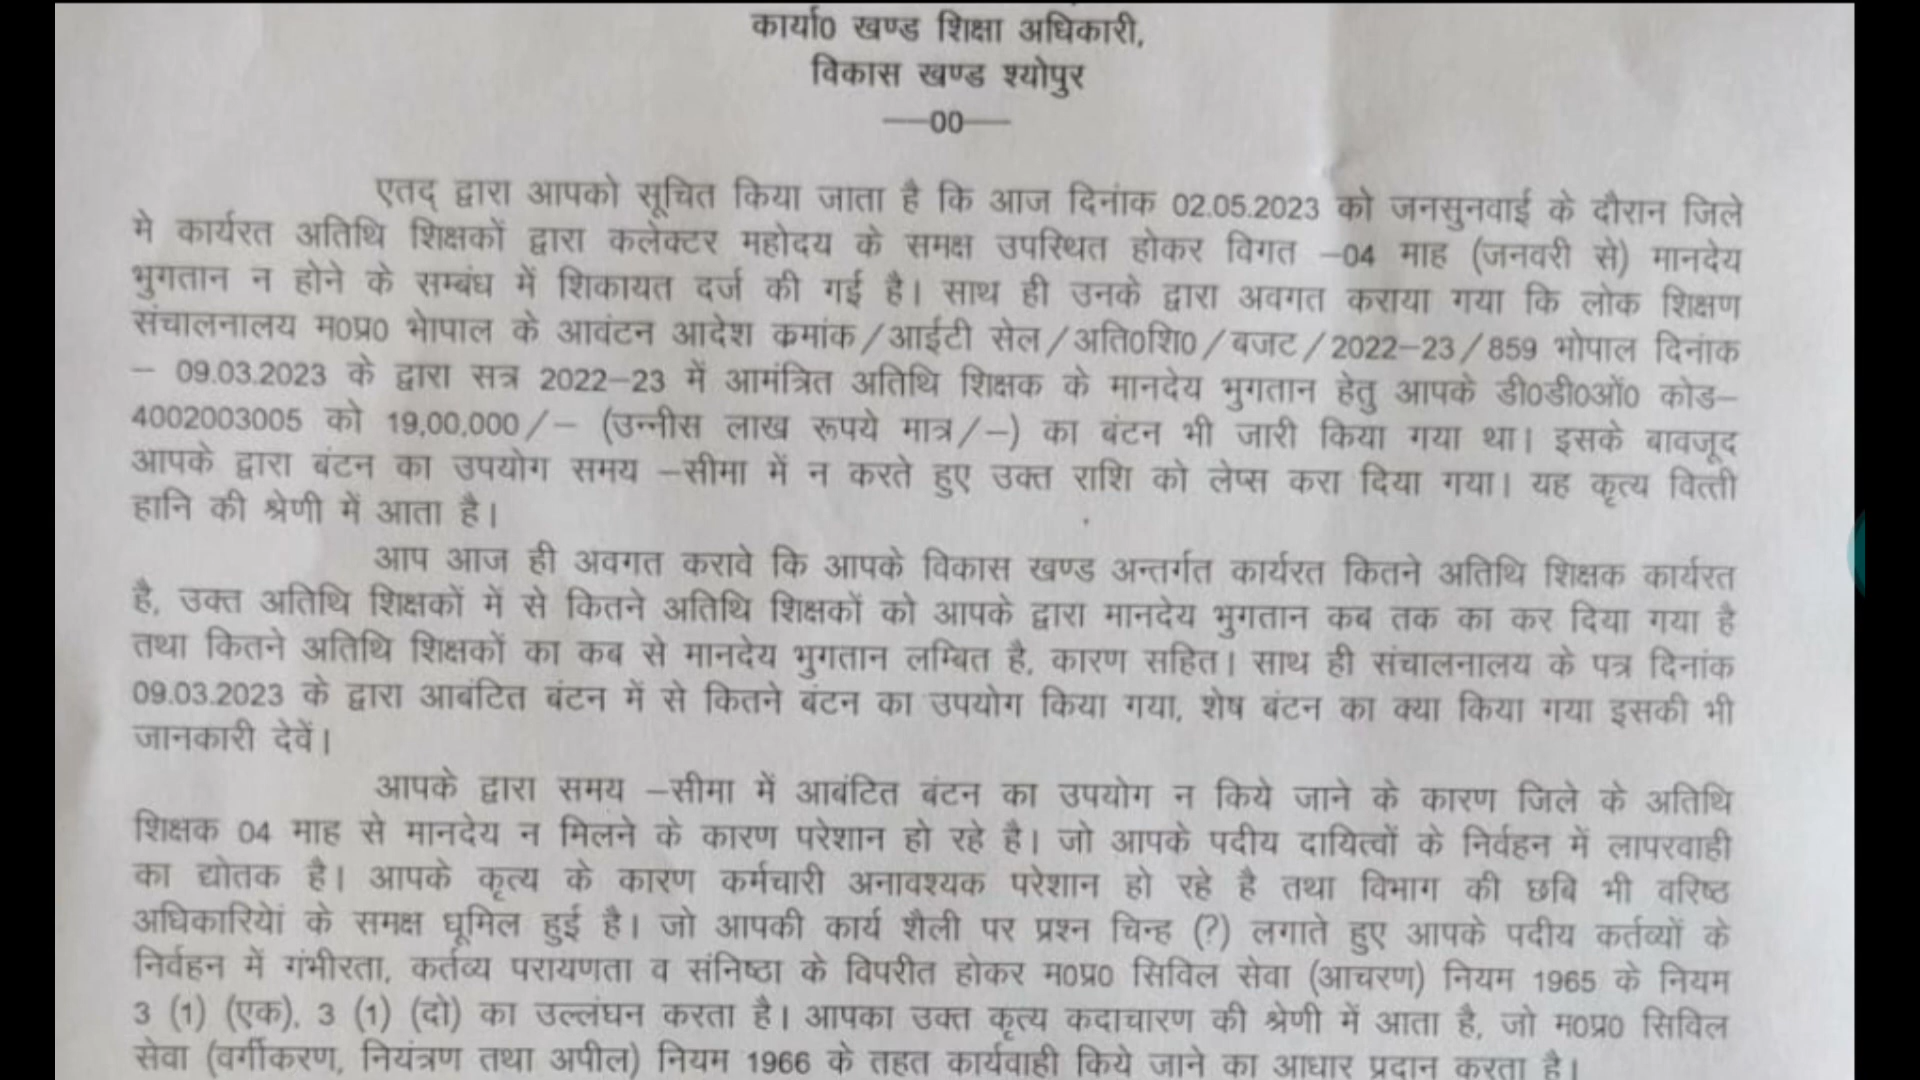 कार्या0 खण्ड शिक्षा अधिकारी,
विकास खण्ड श्योपुर
—00—
एतद् द्वारा आपको सूचित किया जाता है कि आज दिनांक 02.05.2023 को जनसुनवाई के दौरान जिले
मे कार्यरत अतिथि शिक्षकों द्वारा कलेक्टर महोदय के समक्ष उपस्थित होकर विगत –04 माह (जनवरी से) मानदेय
भुगतान न होने के सम्बंध में शिकायत दर्ज की गई है। साथ ही उनके द्वारा अवगत कराया गया कि लोक शिक्षण
संचालनालय म0प्र0 भेापाल के आवंटन आदेश कमांक/आईटी सेल/अति0शि0/बजट/2022–23/859 भोपाल दिनांक
– 09.03.2023 के द्वारा सत्र 2022–23 में आमंत्रित अतिथि शिक्षक के मानदेय भुगतान हेतु आपके डी0डी0ओं0 कोड–
4002003005 को 19,00,000/– (उन्नीस लाख रूपये मात्र/–) का बंटन भी जारी किया गया था। इसके बावजूद
आपके द्वारा बंटन का उपयोग समय –सीमा में न करते हुए उक्त राशि को लेप्स करा दिया गया। यह कृत्य वित्ती
हानि की श्रेणी में आता है।
आप आज ही अवगत करावे कि आपके विकास खण्ड अन्तर्गत कार्यरत कितने अतिथि शिक्षक कार्यरत
है, उक्त अतिथि शिक्षकों में से कितने अतिथि शिक्षकों को आपके द्वारा मानदेय भुगतान कब तक का कर दिया गया है
तथा कितने अतिथि शिक्षकों का कब से मानदेय भुगतान लम्बित है, कारण सहित। साथ ही संचालनालय के पत्र दिनांक
09.03.2023 के द्वारा आबंटित बंटन में से कितने बंटन का उपयोग किया गया, शेष बंटन का क्या किया गया इसकी भी
जानकारी देवें।
आपके द्वारा समय –सीमा में आबंटित बंटन का उपयोग न किये जाने के कारण जिले के अतिथि
शिक्षक 04 माह से मानदेय न मिलने के कारण परेशान हो रहे है। जो आपके पदीय दायित्वों के निर्वहन में लापरवाही
का द्योतक है। आपके कृत्य के कारण कर्मचारी अनावश्यक परेशान हो रहे है तथा विभाग की छबि भी वरिष्ठ
अधिकारियेां के समक्ष धूमिल हुई है। जो आपकी कार्य शैली पर प्रश्न चिन्ह (?) लगाते हुए आपके पदीय कर्तव्यों के
निर्वहन में गंभीरता, कर्तव्य परायणता व संनिष्ठा के विपरीत होकर म0प्र0 सिविल सेवा (आचरण) नियम 1965 के नियम
3 (1) (एक), 3 (1) (दो) का उल्लंघन करता है। आपका उक्त कृत्य कदाचारण की श्रेणी में आता है, जो म0प्र0 सिविल
सेवा (वर्गीकरण, नियंत्रण तथा अपील) नियम 1966 के तहत कार्यवाही किये जाने का आधार प्रदान करता है।